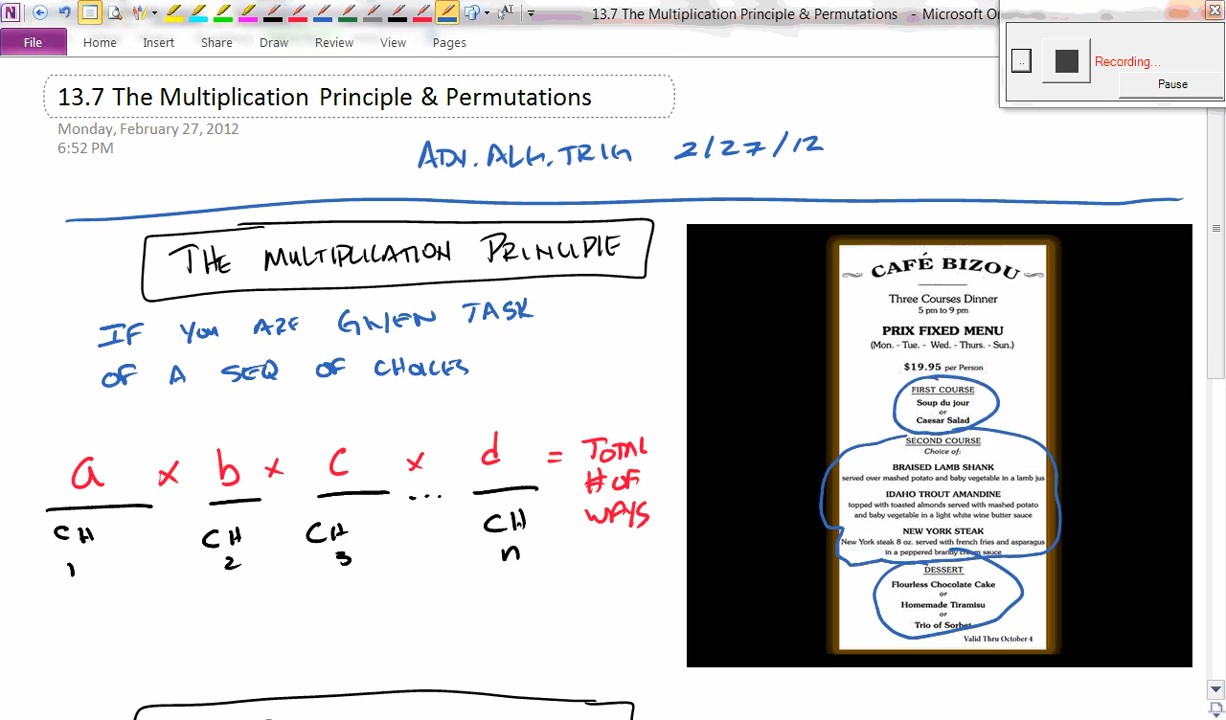 13.7 The Multiplication Principle & Permutations - Microsoft On
File Home Insert Share Draw Review View Pages
Recording...
Pause
13.7 The Multiplication Principle & Permutations
Monday, February 27, 2012
6:52 PM
ADV. ALG. TRIG 2/27/12
THE MULTIPLICATION PRINCIPLE
IF YOU ARE GIVEN TASK
OF A SEQ OF CHOICES
a x b x c x ... d = TOTAL # OF WAYS
CH 1 CH 2 CH 3 CH n
CAFÉ BIZOU
Three Courses Dinner
5 pm to 9 pm
PRIX FIXED MENU
(Mon. - Tue. - Wed. - Thurs. - Sun.)
$19.95 per Person
FIRST COURSE
Soup du jour
or
Caesar Salad
SECOND COURSE
Choice of:
BRAISED LAMB SHANK
served over mashed potato and baby vegetable in a lamb jus
IDAHO TROUT AMANDINE
topped with toasted almonds served with mashed potato
and baby vegetable in a light white wine butter sauce
NEW YORK STEAK
New York steak 8 oz. served with french fries and asparagus
in a peppered brandy cream sauce
DESSERT
Flourless Chocolate Cake
or
Homemade Tiramisu
or
Trio of Sorbet
Valid Thru October 4